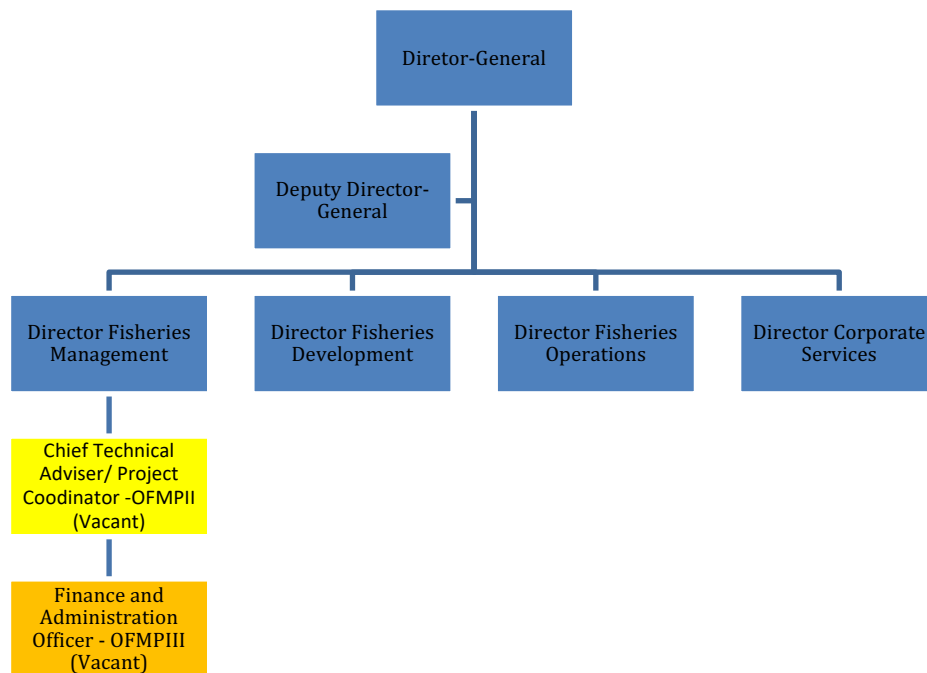 Diretor-General
Deputy Director-
General
Director Fisheries
Management
Director Fisheries
Development
Director Fisheries
Operations
Director Corporate
Services
Chief Technical
Adviser/ Project
Coodinator -OFMPII
(Vacant)
Finance and
Administration
Officer - OFMPIII
(Vacant)